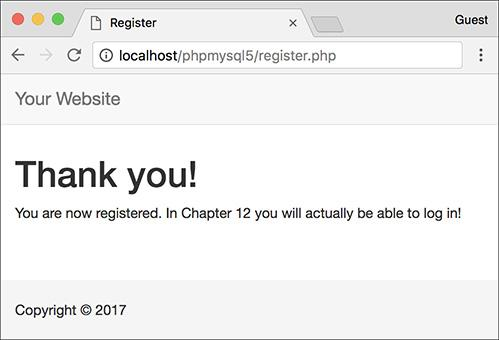 Register
Guest
localhost/phpmysql5/register.php
Your Website
Thank you!
You are now registered. In Chapter 12 you will actually be able to log in!
Copyright © 2017